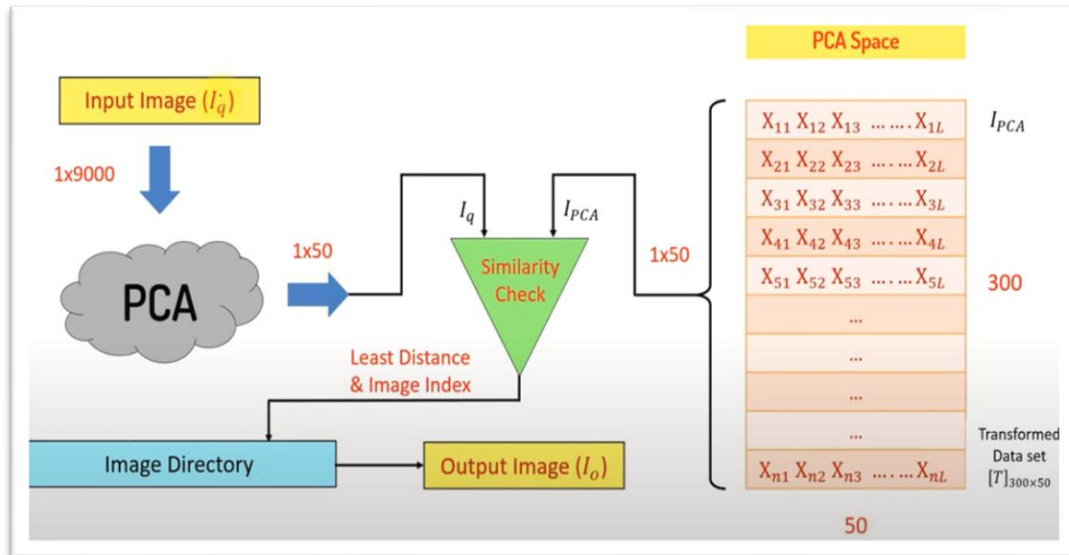 PCA Space
Input Image (I_q)
1x9000
PCA
1x50
I_q
I_PCA
Similarity
Check
Least Distance
& Image Index
Image Directory
Output Image (I_o)
1x50
X₁₁ X₁₂ X₁₃ ... .... X₁L
X₂₁ X₂₂ X₂₃ ... ... X₂L
X₃₁ X₃₂ X₃₃ ... ... X₃L
X₄₁ X₄₂ X₄₃ ... ... X₄L
X₅₁ X₅₂ X₅₃ ... ... X₅L
...
...
...
...
Xn1 Xn2 Xn3 ... ... XnL
I_PCA
300
Transformed
Data set
[T]₃₀₀×₅₀
50